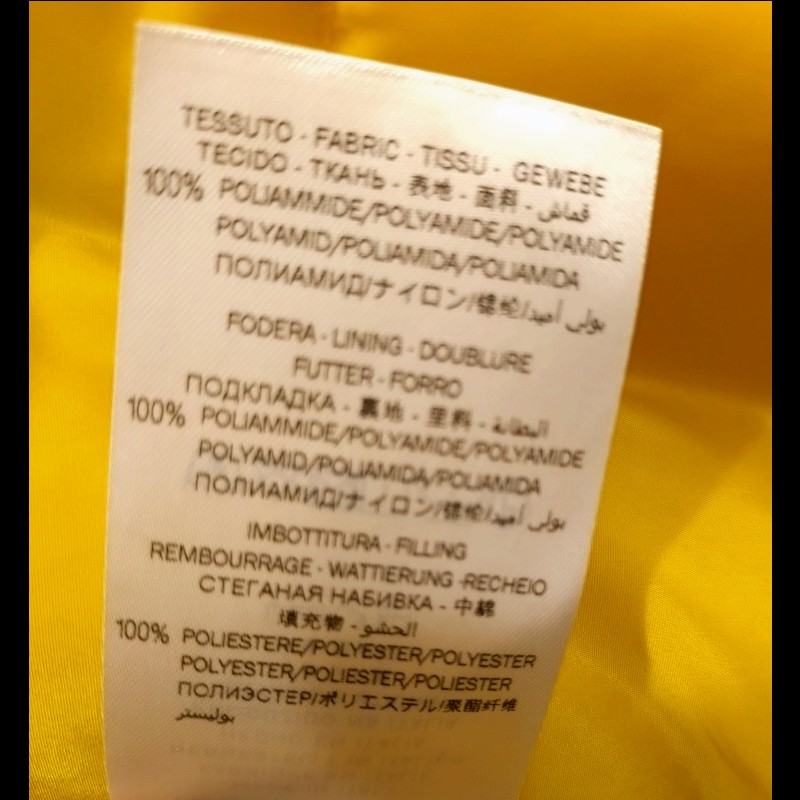 TESSUTO - FABRIC - TISSU - GEWEBE
TECIDO - ТКАНЬ - 表地 - 面料 - قماش
100% POLIAMMIDE/POLYAMIDE/POLYAMIDE
POLYAMID/POLIAMIDA/POLIAMIDA
ПОЛИАМИД/ナイロン/锦纶/بولي أميد
FODERA - LINING - DOUBLURE
FUTTER - FORRO
ПОДКЛАДКА - 裏地 - 里料 - البطانة
100% POLIAMMIDE/POLYAMIDE/POLYAMIDE
POLYAMID/POLIAMIDA/POLIAMIDA
ПОЛИАМИД/ナイロン/锦纶/بولي أميد
IMBOTTITURA - FILLING
REMBOURRAGE - WATTIERUNG -RECHEIO
СТЕГАНАЯ НАБИВКА - 中綿
填充物 - الحشو
100% POLIESTERE/POLYESTER/POLYESTER
POLYESTER/POLIESTER/POLIESTER
ПОЛИЭСТЕР/ポリエステル/聚酯纤维
بوليستر